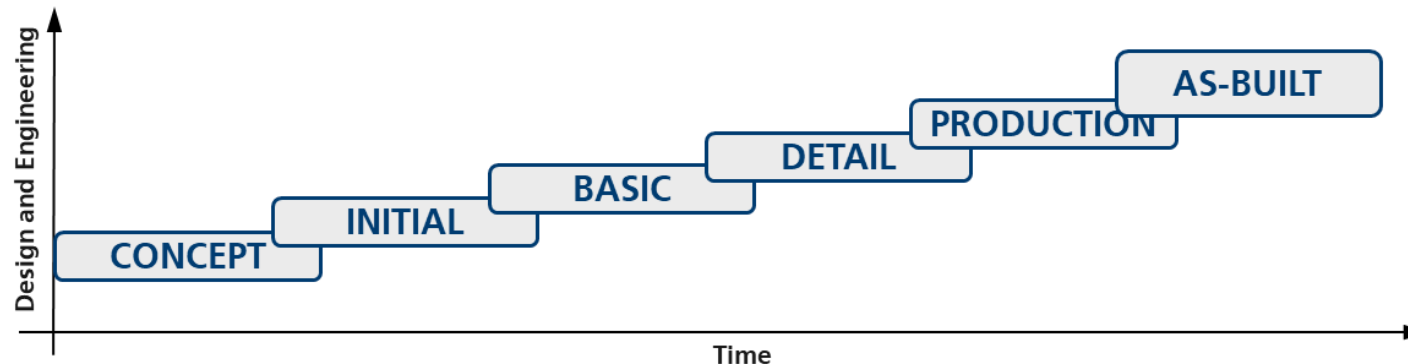 Design and Engineering
AS-BUILT
PRODUCTION
DETAIL
BASIC
INITIAL
CONCEPT
Time